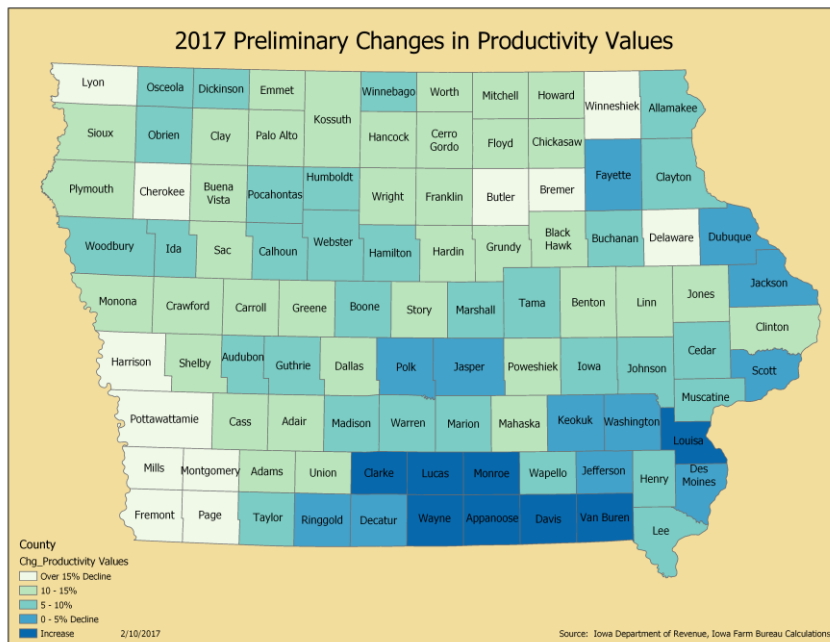 2017 Preliminary Changes in Productivity Values
Lyon
Osceola
Dickinson
Emmet
Kossuth
Winnebago
Worth
Mitchell
Howard
Winneshiek
Allamakee
Sioux
Obrien
Clay
Palo Alto
Hancock
Cerro
Gordo
Floyd
Chickasaw
Fayette
Clayton
Plymouth
Cherokee
Buena
Vista
Pocahontas
Humboldt
Wright
Franklin
Butler
Bremer
Woodbury
Ida
Sac
Calhoun
Webster
Hamilton
Hardin
Grundy
Black
Hawk
Buchanan
Delaware
Dubuque
Jackson
Monona
Crawford
Carroll
Greene
Boone
Story
Marshall
Tama
Benton
Linn
Jones
Clinton
Harrison
Shelby
Audubon
Guthrie
Dallas
Polk
Jasper
Poweshiek
Iowa
Johnson
Cedar
Scott
Muscatine
Pottawattamie
Cass
Adair
Madison
Warren
Marion
Mahaska
Keokuk
Washington
Louisa
Mills
Montgomery
Adams
Union
Clarke
Lucas
Monroe
Wapello
Jefferson
Henry
Des
Moines
Fremont
Page
Taylor
Ringgold
Decatur
Wayne
Appanoose
Davis
Van Buren
Lee
County
Chg_Productivity Values
Over 15% Decline
10 - 15%
5 - 10%
0 - 5% Decline
Increase
2/10/2017
Source: Iowa Department of Revenue, Iowa Farm Bureau Calculations